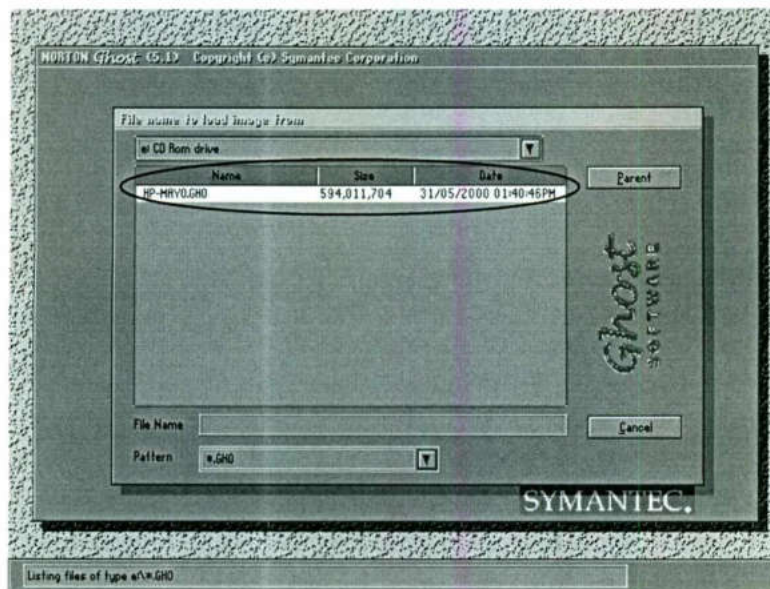 NORTON Ghost (5.1) Copyright (c) Symantec Corporation
File name to load image from
e: CD Rom drive
Name Size Date
HP-MAYO.GHO 594,011,704 31/05/2000 01:40:46PM
Parent
Ghost
SOFTWARE
File Name
Cancel
Pattern *.GHO
SYMANTEC.
Listing files of type e:\*.GHO